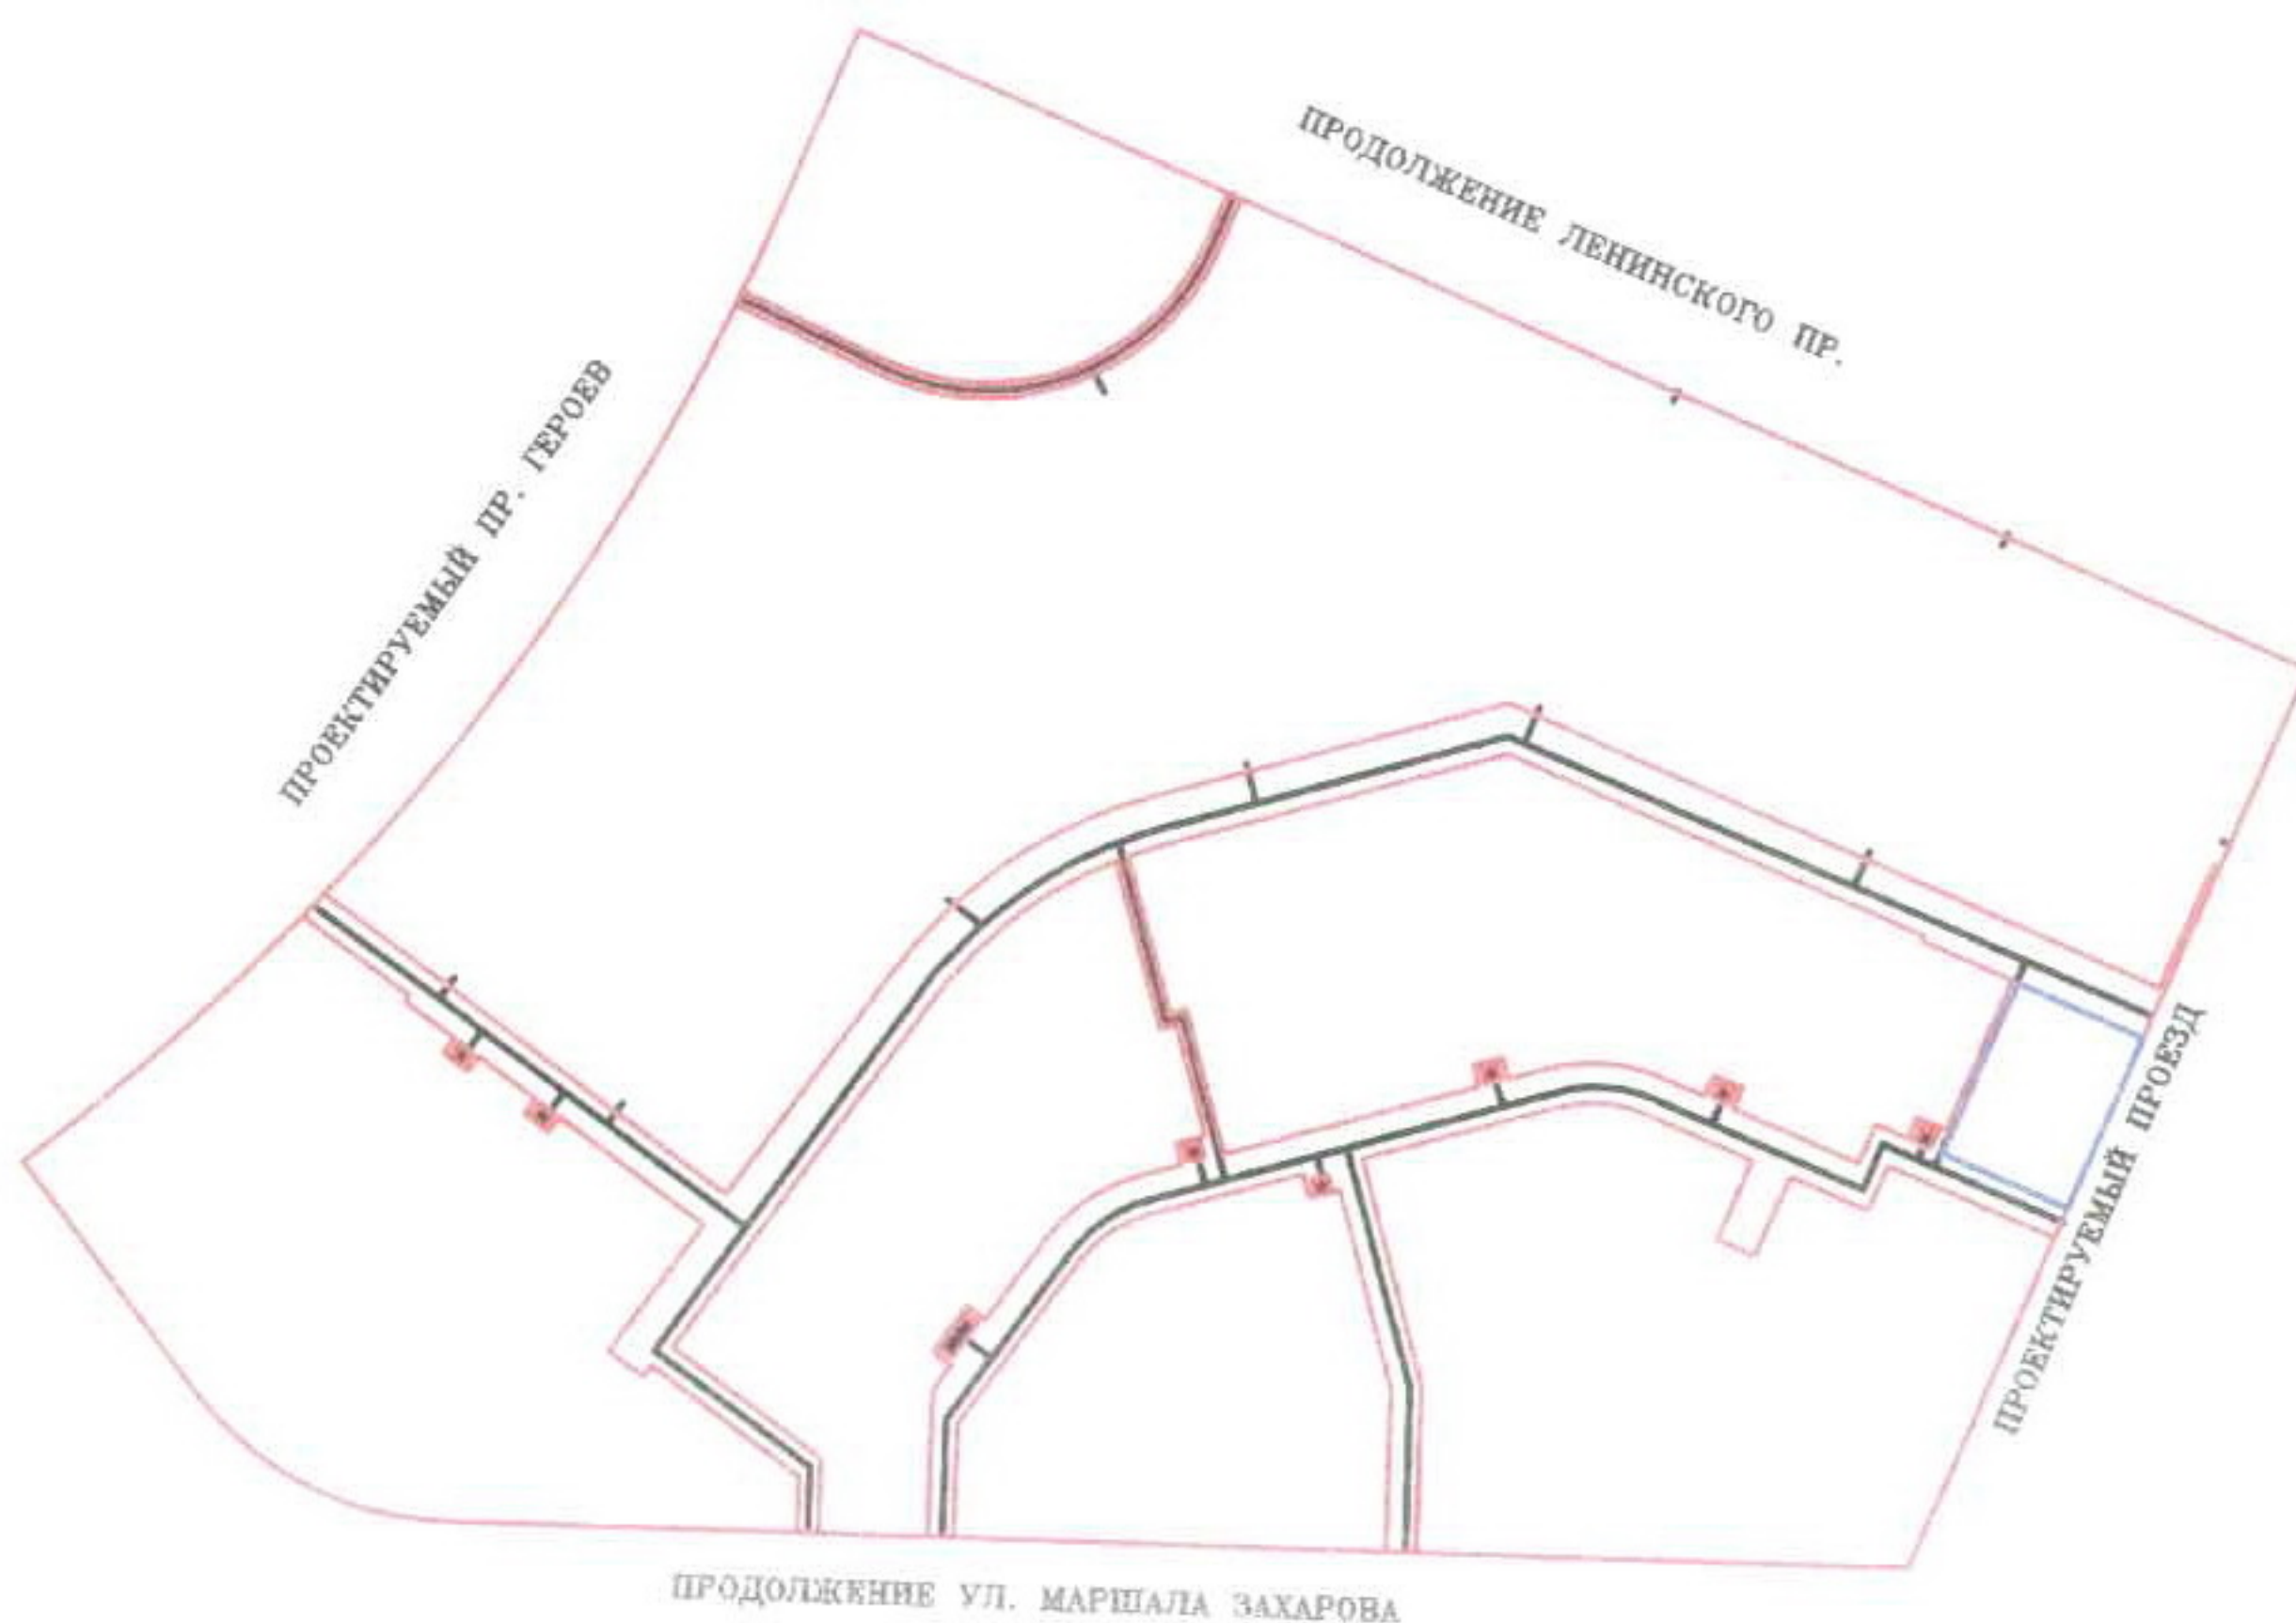 ПРОДОЛЖЕНИЕ ЛЕНИНСКОГО ПР.
ПРОЕКТИРУЕМЫЙ ПР. ГЕРОЕВ
ПРОЕКТИРУЕМЫЙ ПРОЕЗД
ПРОДОЛЖЕНИЕ УЛ. МАРШАЛА ЗАХАРОВА